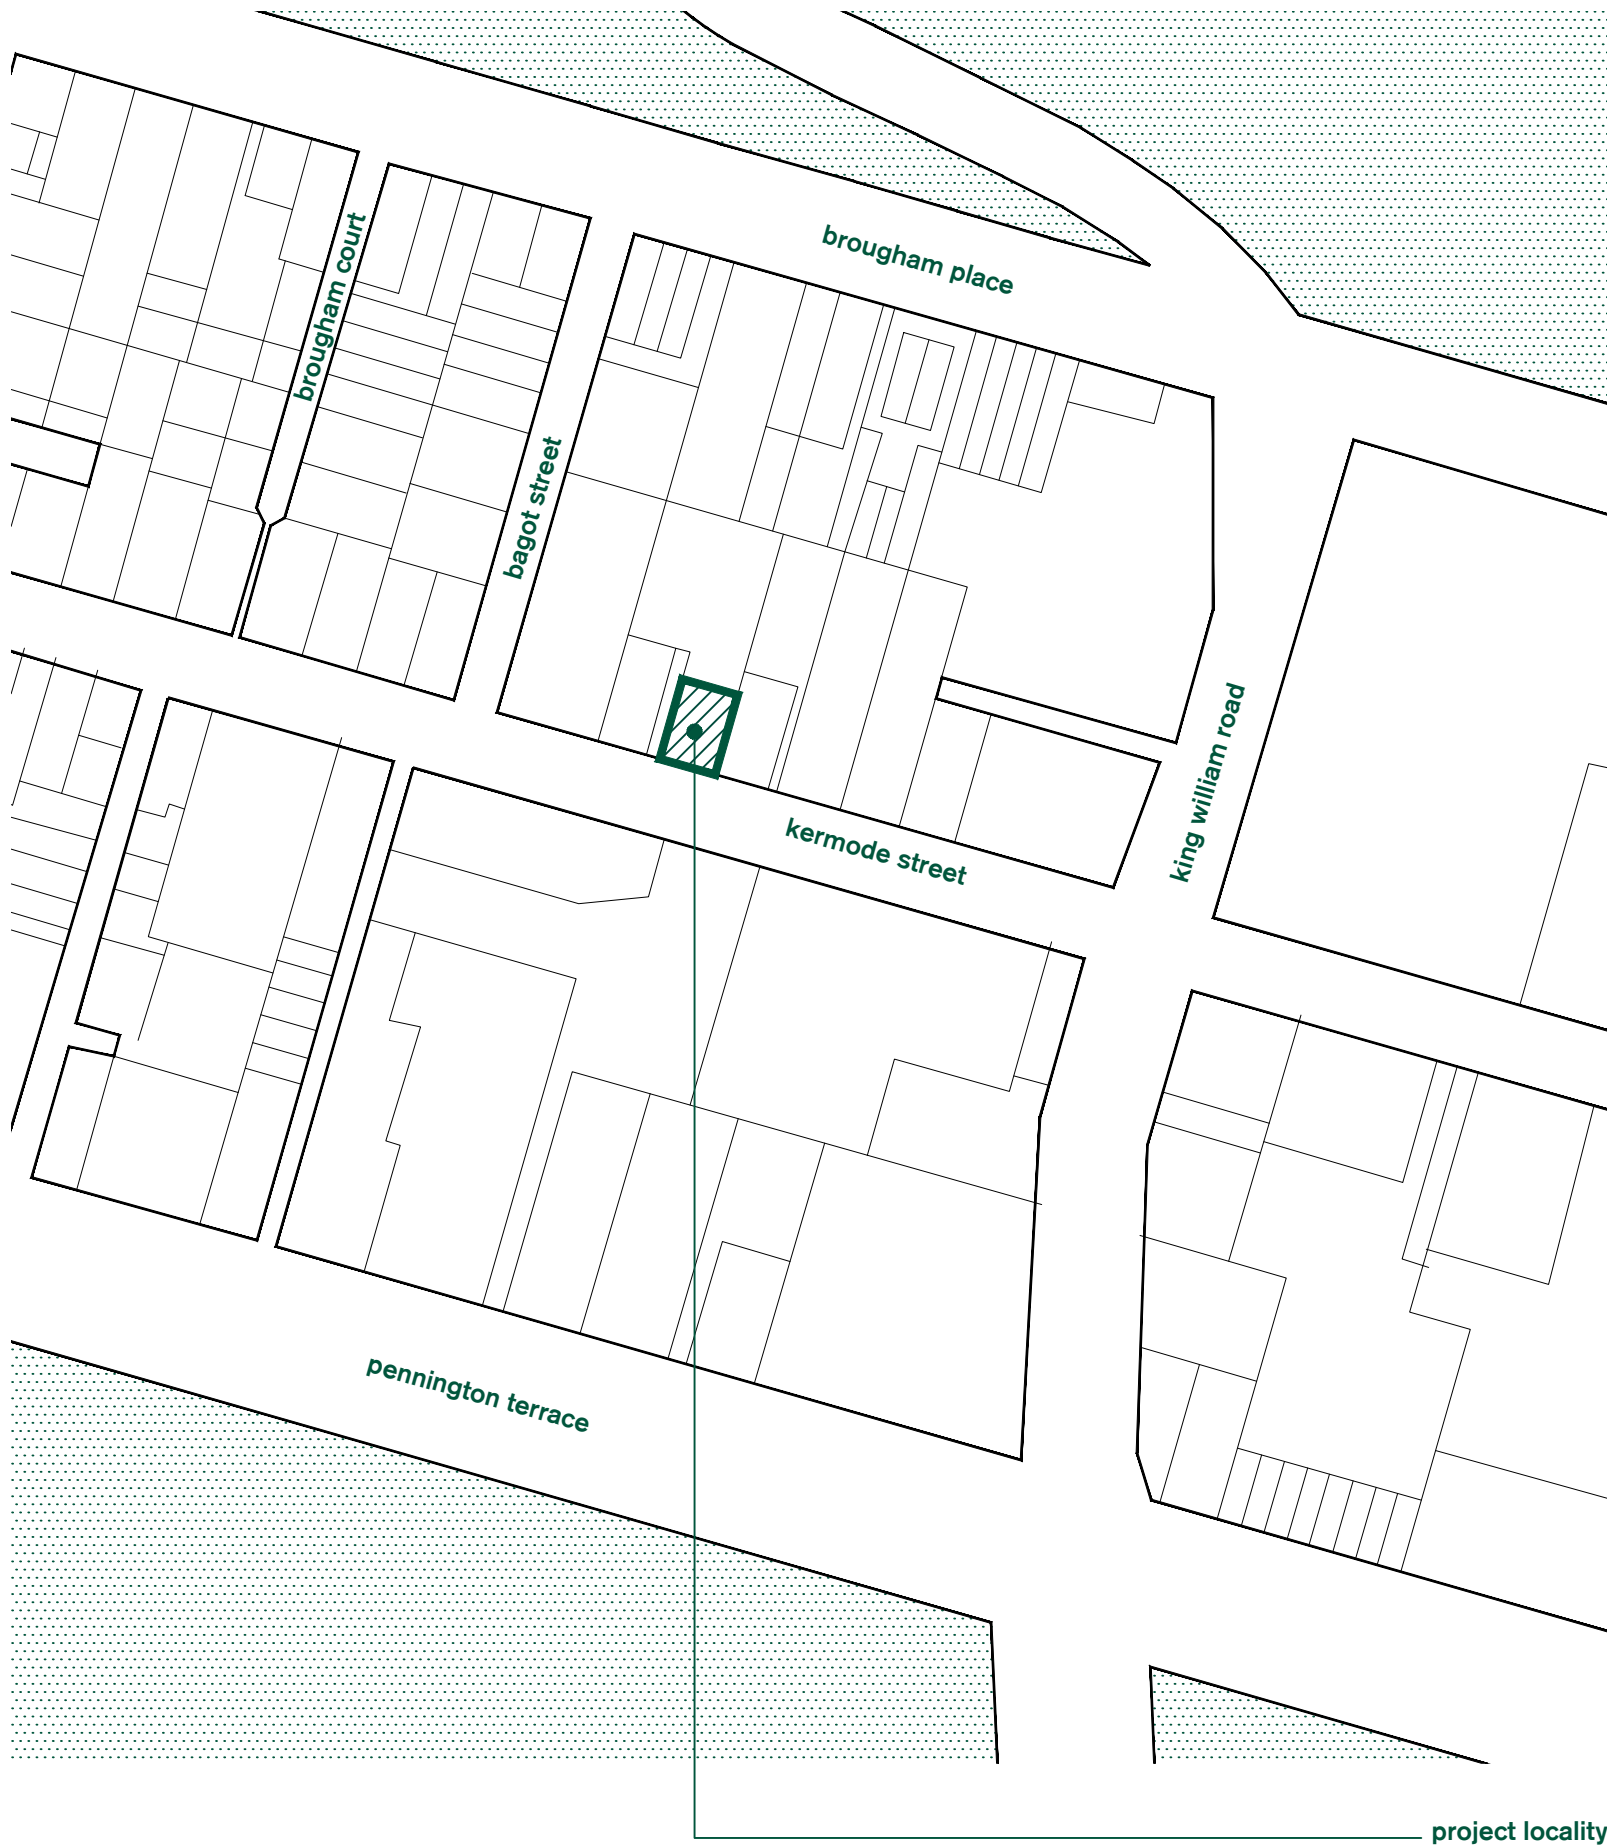 brougham place
brougham court
bagot street
kermode street
king william road
pennington terrace
project locality